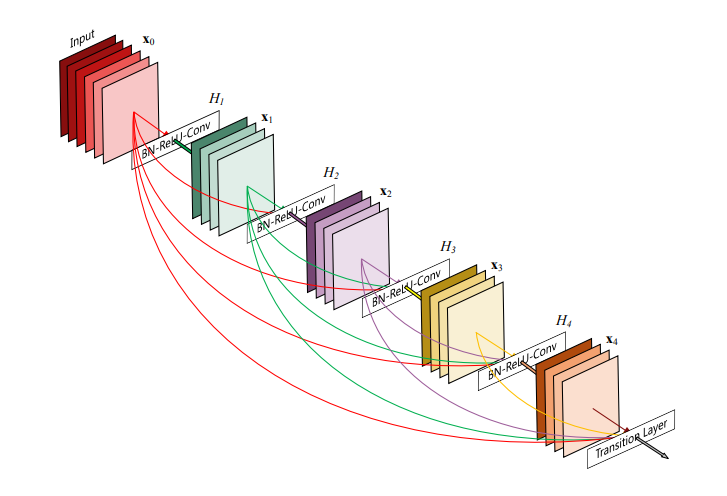 Input
x₀
H₁
BN-ReLU-Conv
x₁
H₂
BN-ReLU-Conv
x₂
H₃
BN-ReLU-Conv
x₃
H₄
BN-ReLU-Conv
x₄
Transition Layer